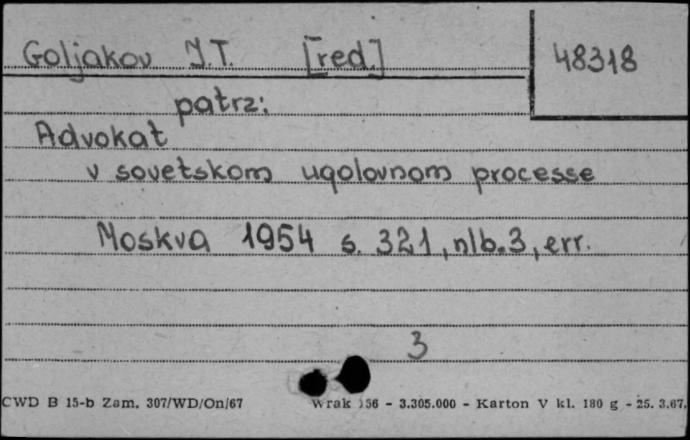 Goljakov I.T. [red.] 48318
patrz:
Advokat
v sovetskom ugolovnom processe
Moskva 1954 s. 321, nlb. 3, err.
3
CWD B 15-b Zam. 307/WD/On/67 Wrak 156 - 3.305.000 - Karton V kl. 180 g - 25. 3.67.